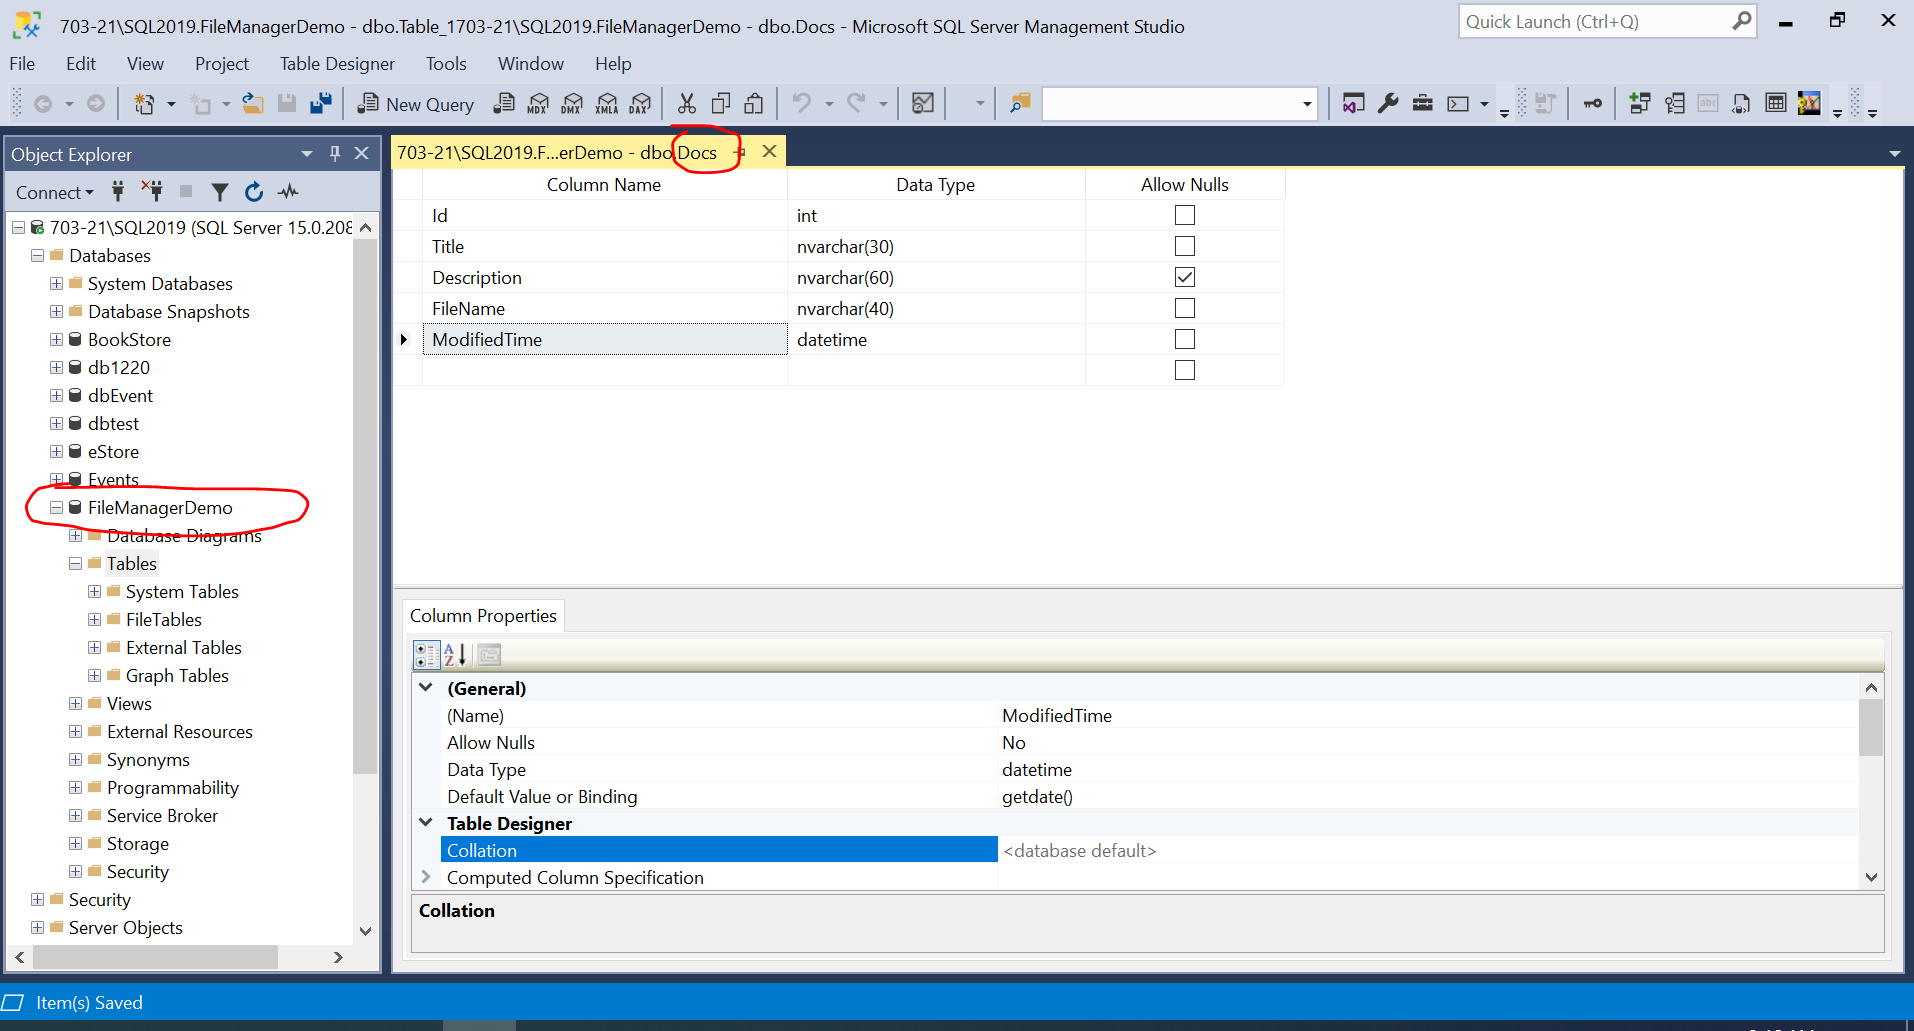 703-21\SQL2019.FileManagerDemo - dbo.Table_1703-21\SQL2019.FileManagerDemo - dbo.Docs - Microsoft SQL Server Management Studio
Quick Launch (Ctrl+Q)
File Edit View Project Table Designer Tools Window Help
New Query MDX DMX XMLA DAX abc
Object Explorer
Connect
703-21\SQL2019 (SQL Server 15.0.208
Databases
System Databases
Database Snapshots
BookStore
db1220
dbEvent
dbtest
eStore
Events
FileManagerDemo
Database Diagrams
Tables
System Tables
FileTables
External Tables
Graph Tables
Views
External Resources
Synonyms
Programmability
Service Broker
Storage
Security
Security
Server Objects
703-21\SQL2019.F...erDemo - dbo.Docs
Column Name Data Type Allow Nulls
Id int
Title nvarchar(30)
Description nvarchar(60)
FileName nvarchar(40)
ModifiedTime datetime
Column Properties
A
Z
(General)
(Name) ModifiedTime
Allow Nulls No
Data Type datetime
Default Value or Binding getdate()
Table Designer
Collation <database default>
Computed Column Specification
Collation
Item(s) Saved